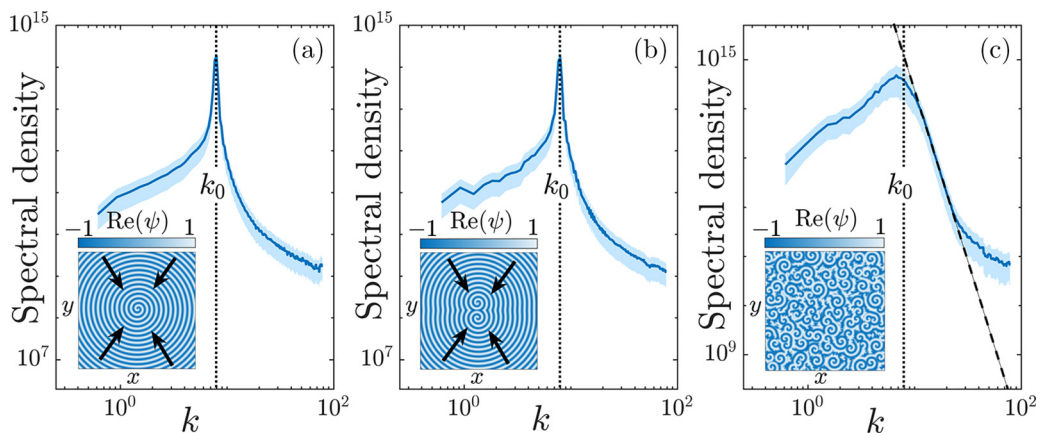 10^15
(a)
Spectral density
k_0
Re(ψ)
−1
1
y
x
10^7
10^0
10^2
k
10^15
(b)
Spectral density
k_0
Re(ψ)
−1
1
y
x
10^7
10^0
10^2
k
10^15
(c)
Spectral density
k_0
Re(ψ)
−1
1
y
x
10^9
10^0
10^2
k